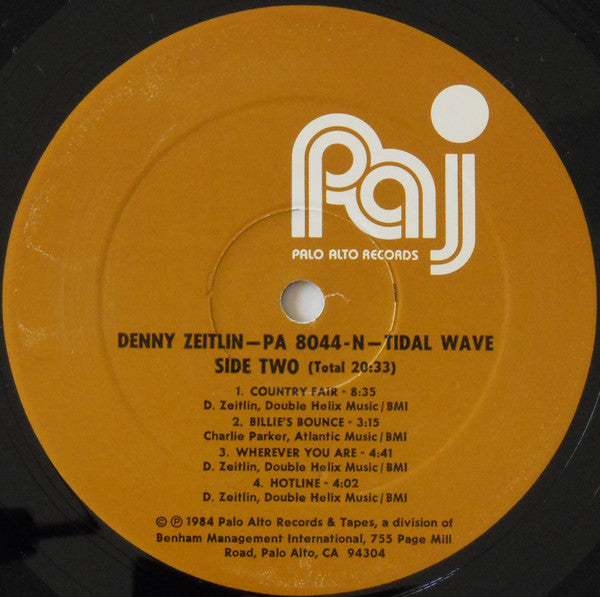 Paj
PALO ALTO RECORDS
DENNY ZEITLIN—PA 8044-N—TIDAL WAVE
SIDE TWO (Total 20:33)
1. COUNTRY FAIR - 8:35
D. Zeitlin, Double Helix Music/BMI
2. BILLIE'S BOUNCE - 3:15
Charlie Parker, Atlantic Music/BMI
3. WHEREVER YOU ARE - 4:41
D. Zeitlin, Double Helix Music/BMI
4. HOTLINE - 4:02
D. Zeitlin, Double Helix Music/BMI
© ℗ 1984 Palo Alto Records & Tapes, a division of
Benham Management International, 755 Page Mill
Road, Palo Alto, CA 94304